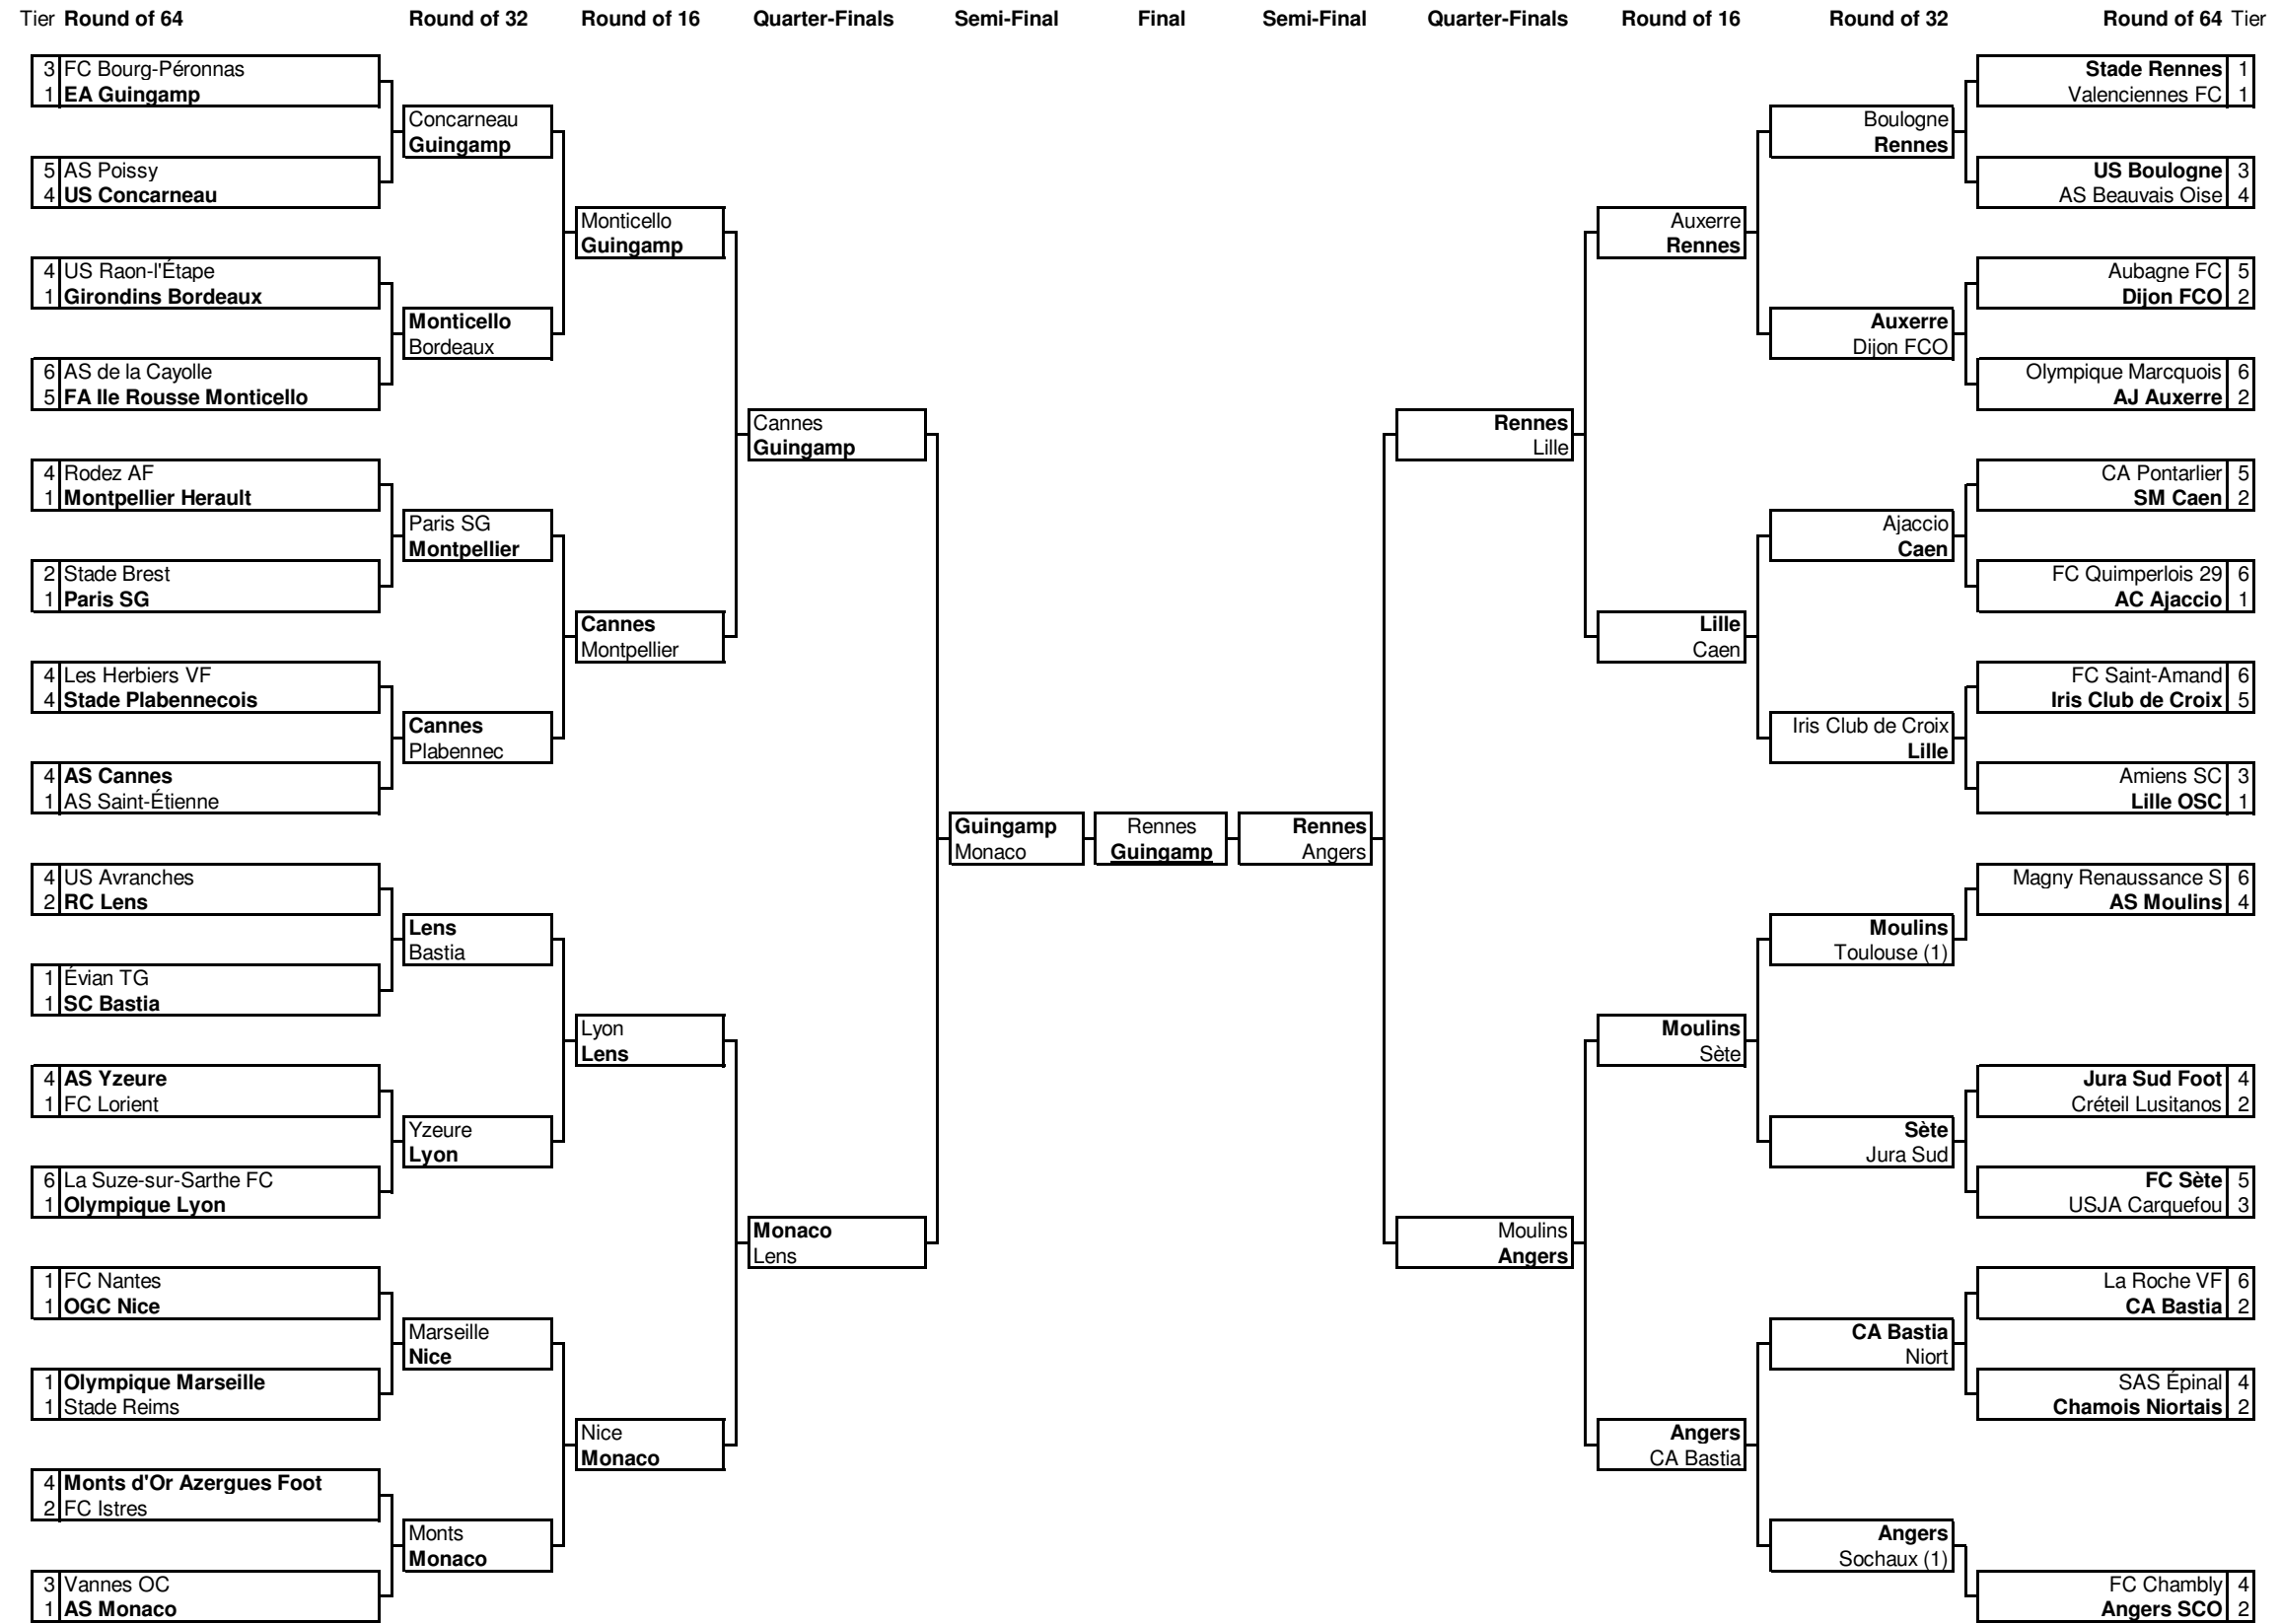 Tier Round of 64 Round of 32 Round of 16 Quarter-Finals Semi-Final Final Semi-Final Quarter-Finals Round of 16 Round of 32 Round of 64 Tier
3 FC Bourg-Péronnas
1 EA Guingamp
5 AS Poissy
4 US Concarneau
4 US Raon-l'Étape
1 Girondins Bordeaux
6 AS de la Cayolle
5 FA Ile Rousse Monticello
4 Rodez AF
1 Montpellier Herault
2 Stade Brest
1 Paris SG
4 Les Herbiers VF
4 Stade Plabennecois
4 AS Cannes
1 AS Saint-Étienne
4 US Avranches
2 RC Lens
1 Évian TG
1 SC Bastia
4 AS Yzeure
1 FC Lorient
6 La Suze-sur-Sarthe FC
1 Olympique Lyon
1 FC Nantes
1 OGC Nice
1 Olympique Marseille
1 Stade Reims
4 Monts d'Or Azergues Foot
2 FC Istres
3 Vannes OC
1 AS Monaco
Concarneau
Guingamp
Monticello
Bordeaux
Paris SG
Montpellier
Cannes
Plabennec
Lens
Bastia
Yzeure
Lyon
Marseille
Nice
Monts
Monaco
Monticello
Guingamp
Cannes
Montpellier
Lyon
Lens
Nice
Monaco
Cannes
Guingamp
Monaco
Lens
Guingamp
Monaco
Rennes
Guingamp
Rennes
Angers
Rennes
Lille
Moulins
Angers
Auxerre
Rennes
Lille
Caen
Moulins
Sète
Angers
CA Bastia
Boulogne
Rennes
Auxerre
Dijon FCO
Ajaccio
Caen
Iris Club de Croix
Lille
Moulins
Toulouse (1)
Sète
Jura Sud
CA Bastia
Niort
Angers
Sochaux (1)
Stade Rennes 1
Valenciennes FC 1
US Boulogne 3
AS Beauvais Oise 4
Aubagne FC 5
Dijon FCO 2
Olympique Marcquois 6
AJ Auxerre 2
CA Pontarlier 5
SM Caen 2
FC Quimperlois 29 6
AC Ajaccio 1
FC Saint-Amand 6
Iris Club de Croix 5
Amiens SC 3
Lille OSC 1
Magny Renaussance S 6
AS Moulins 4
Jura Sud Foot 4
Créteil Lusitanos 2
FC Sète 5
USJA Carquefou 3
La Roche VF 6
CA Bastia 2
SAS Épinal 4
Chamois Niortais 2
FC Chambly 4
Angers SCO 2